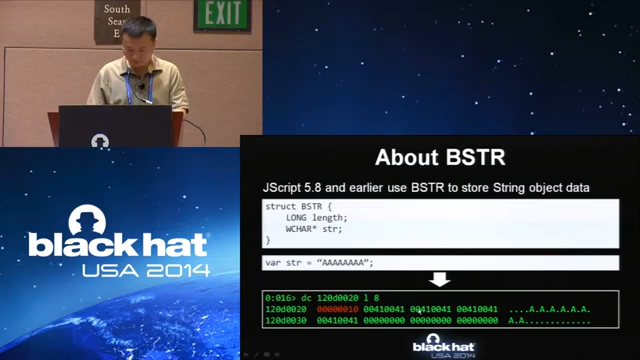 South
Sea
E
EXIT
black hat
USA 2014
About BSTR
JScript 5.8 and earlier use BSTR to store String object data
struct BSTR {
LONG length;
WCHAR* str;
}
var str = “AAAAAAAA”;
0:016> dc 120d0020 l 8
120d0020 00000010 00410041 00410041 00410041 ....A.A.A.A.A.A.
120d0030 00410041 00000000 00000000 00000000 A.A.............
black hat
USA 2014